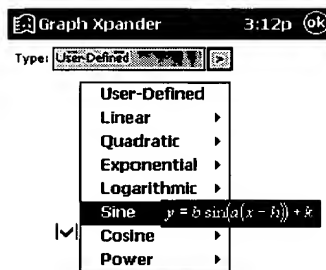 Graph Xpander 3:12p ok
Type: User-Defined >
User-Defined
Linear
Quadratic
Exponential
Logarithmic
Sine y = b sin(a(x − h)) + k
Cosine
Power